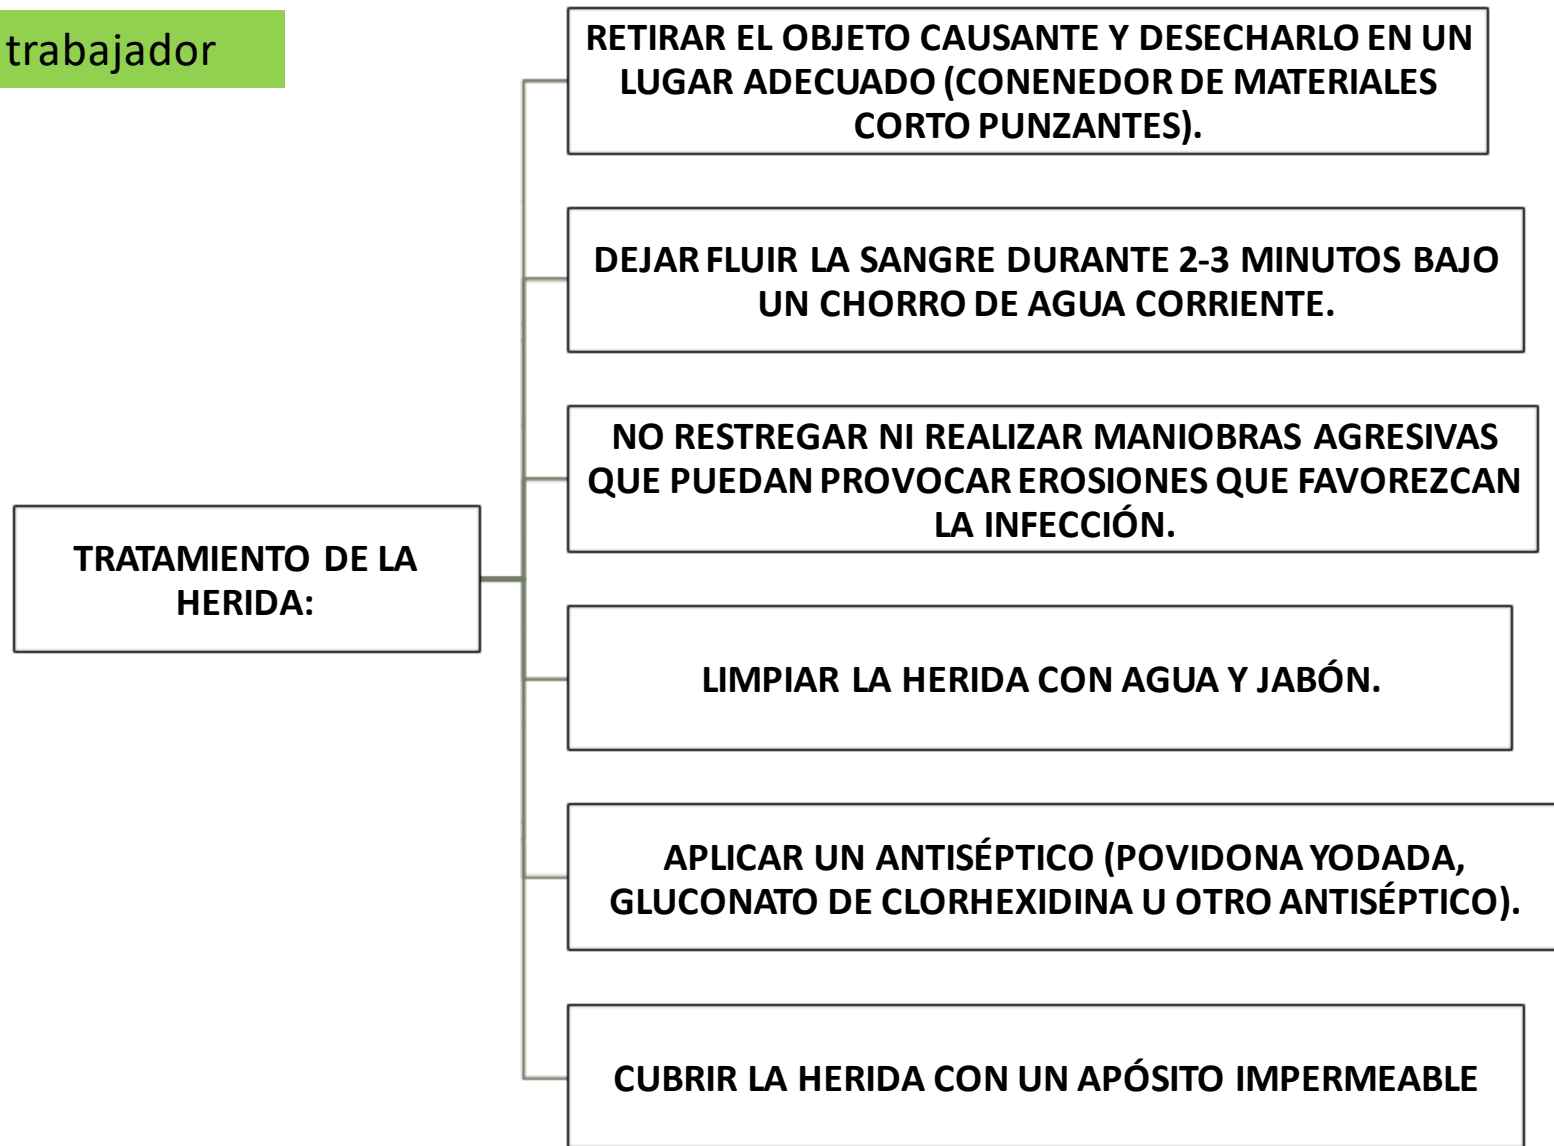 trabajador
RETIRAR EL OBJETO CAUSANTE Y DESECHARLO EN UN
LUGAR ADECUADO (CONENEDOR DE MATERIALES
CORTO PUNZANTES).
DEJAR FLUIR LA SANGRE DURANTE 2-3 MINUTOS BAJO
UN CHORRO DE AGUA CORRIENTE.
NO RESTREGAR NI REALIZAR MANIOBRAS AGRESIVAS
QUE PUEDAN PROVOCAR EROSIONES QUE FAVOREZCAN
LA INFECCIÓN.
TRATAMIENTO DE LA
HERIDA:
LIMPIAR LA HERIDA CON AGUA Y JABÓN.
APLICAR UN ANTISÉPTICO (POVIDONA YODADA,
GLUCONATO DE CLORHEXIDINA U OTRO ANTISÉPTICO).
CUBRIR LA HERIDA CON UN APÓSITO IMPERMEABLE